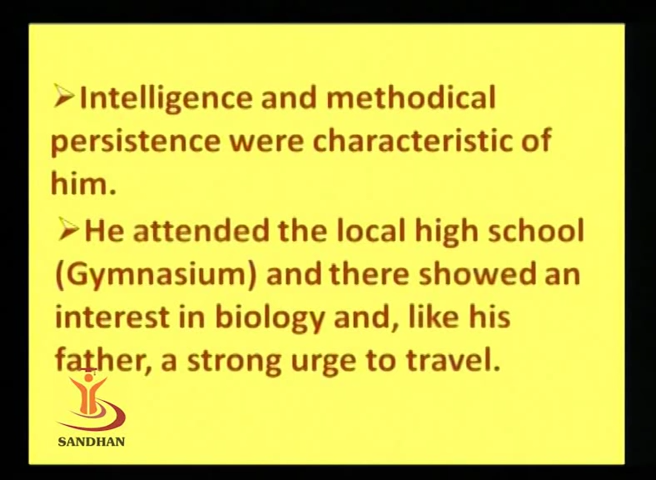 ➢Intelligence and methodical
persistence were characteristic of
him.
➢He attended the local high school
(Gymnasium) and there showed an
interest in biology and, like his
father, a strong urge to travel.
SANDHAN